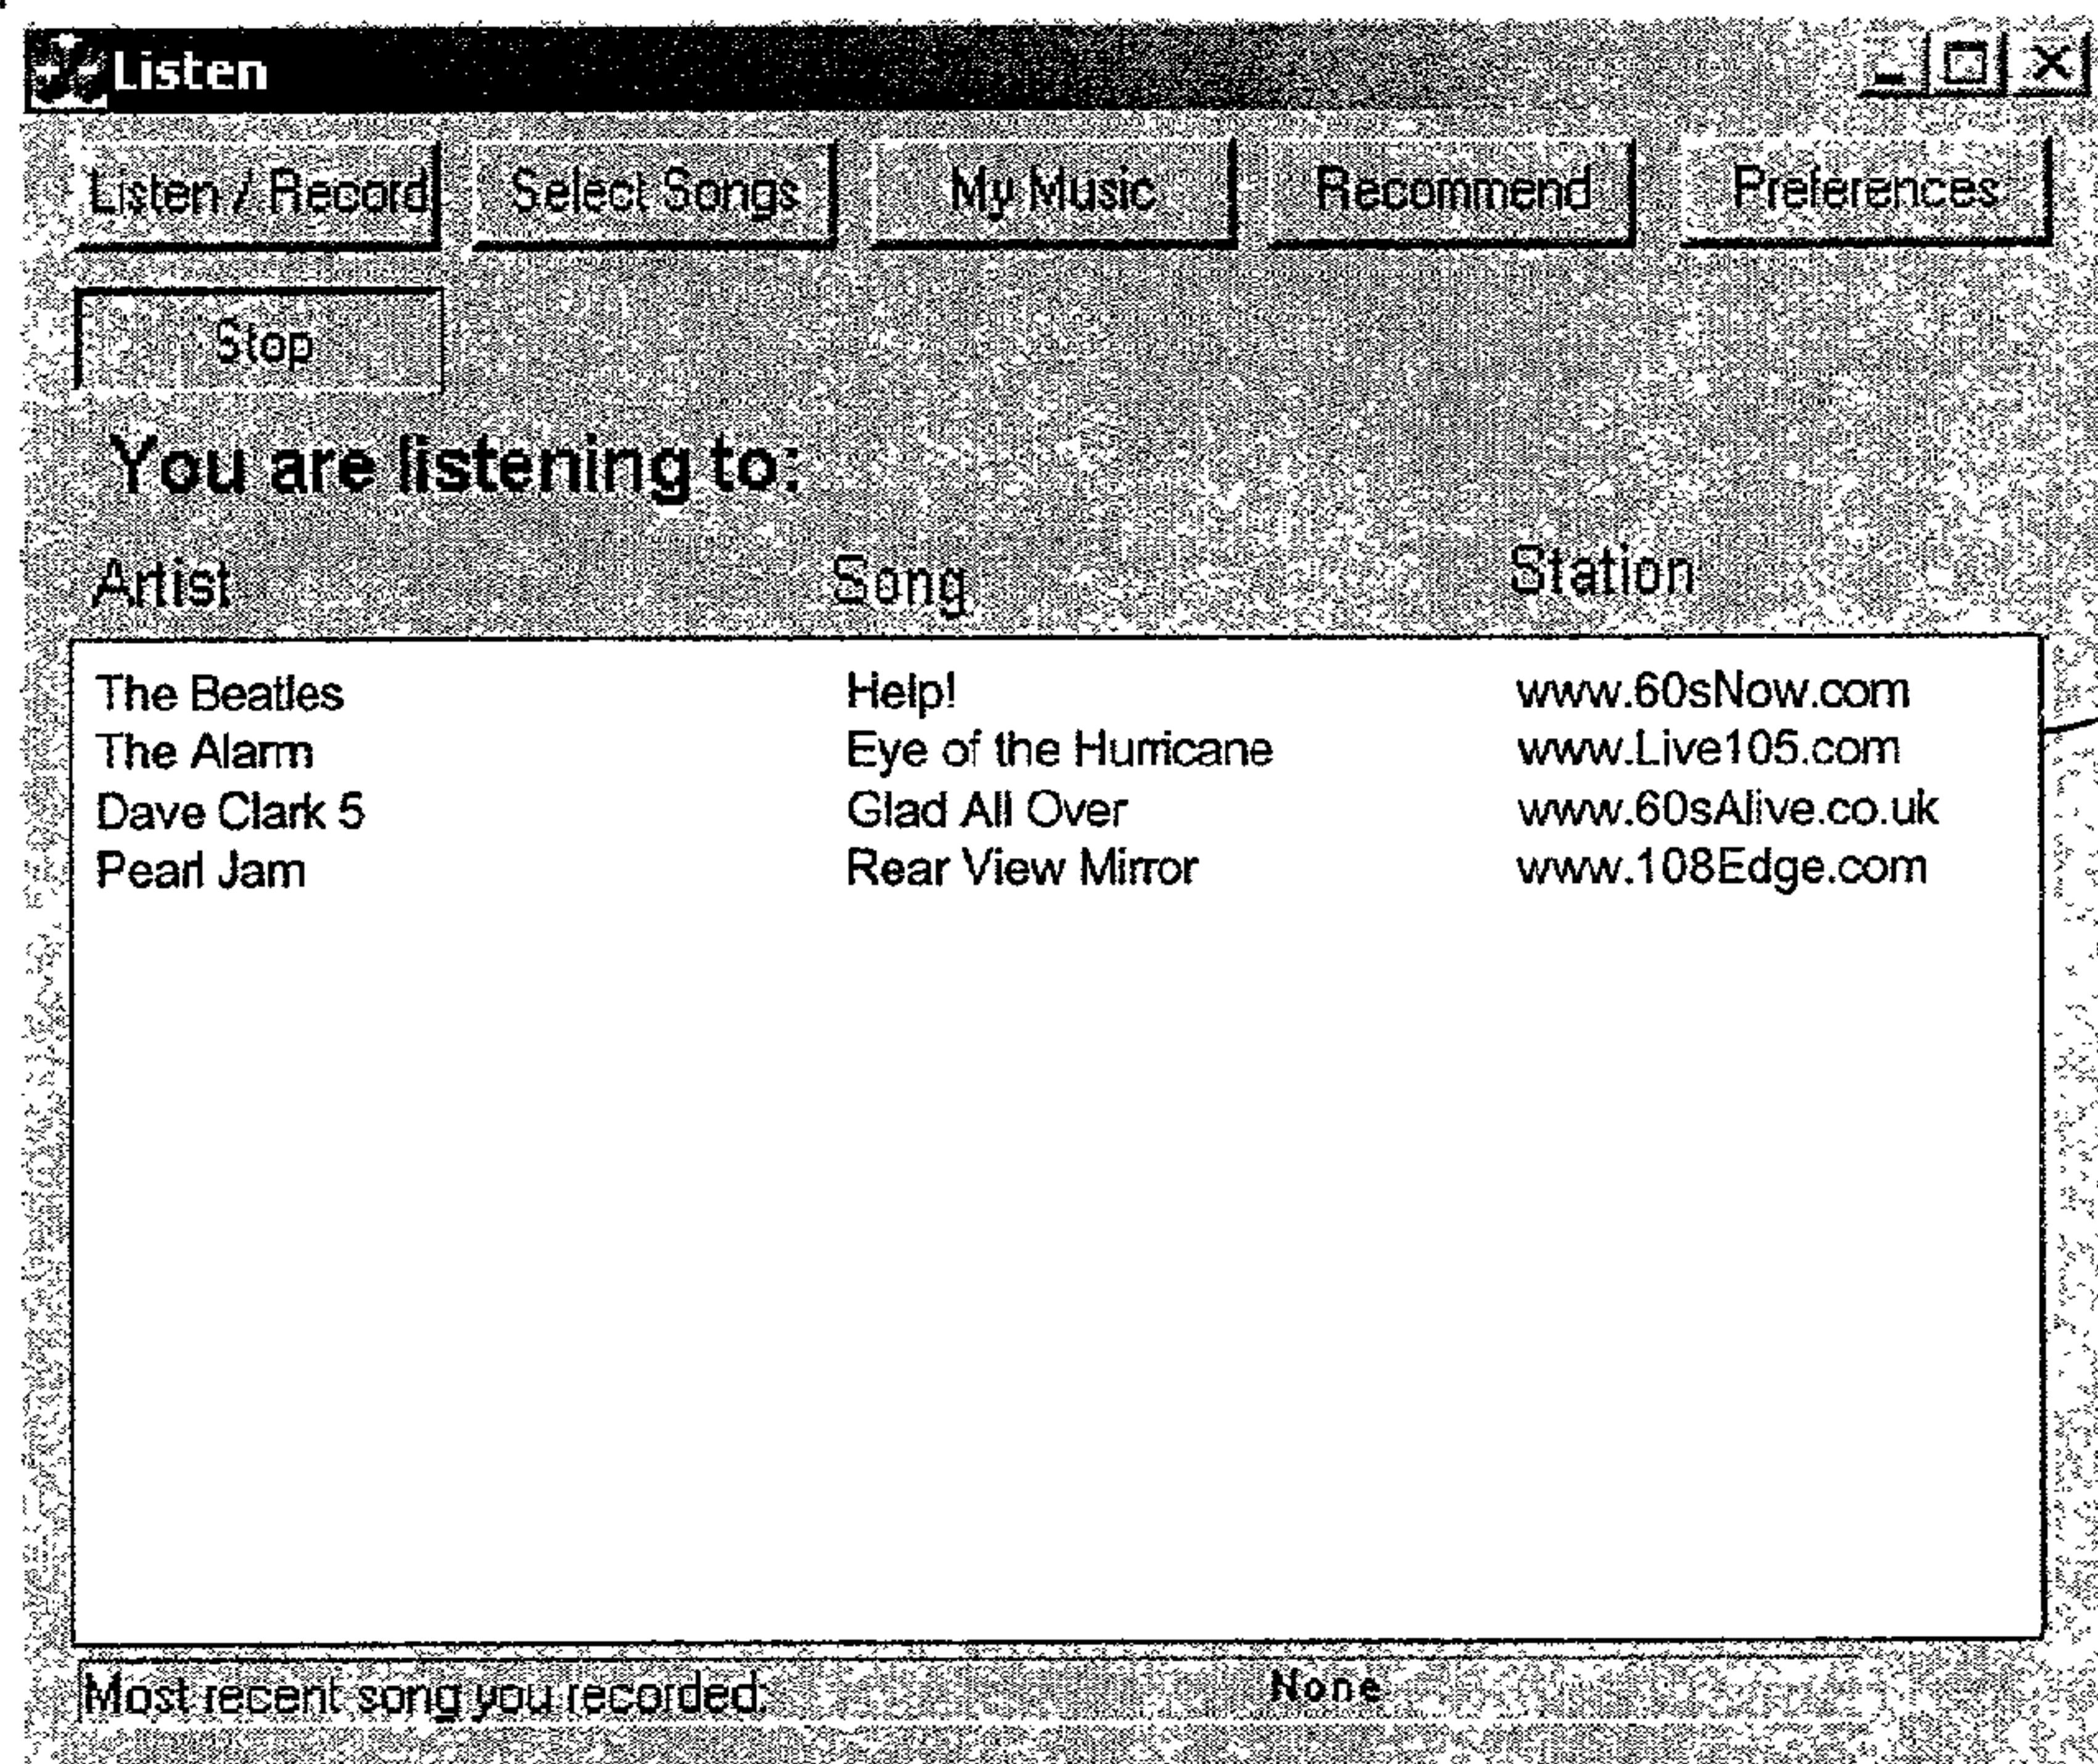 Listen
Listen / Record Select Songs My Music Recommend Preferences
Stop
You are listening to:
Artist Song Station
The Beatles Help! www.60sNow.com
The Alarm Eye of the Hurricane www.Live105.com
Dave Clark 5 Glad All Over www.60sAlive.co.uk
Pearl Jam Rear View Mirror www.108Edge.com
Most recent song you recorded: None